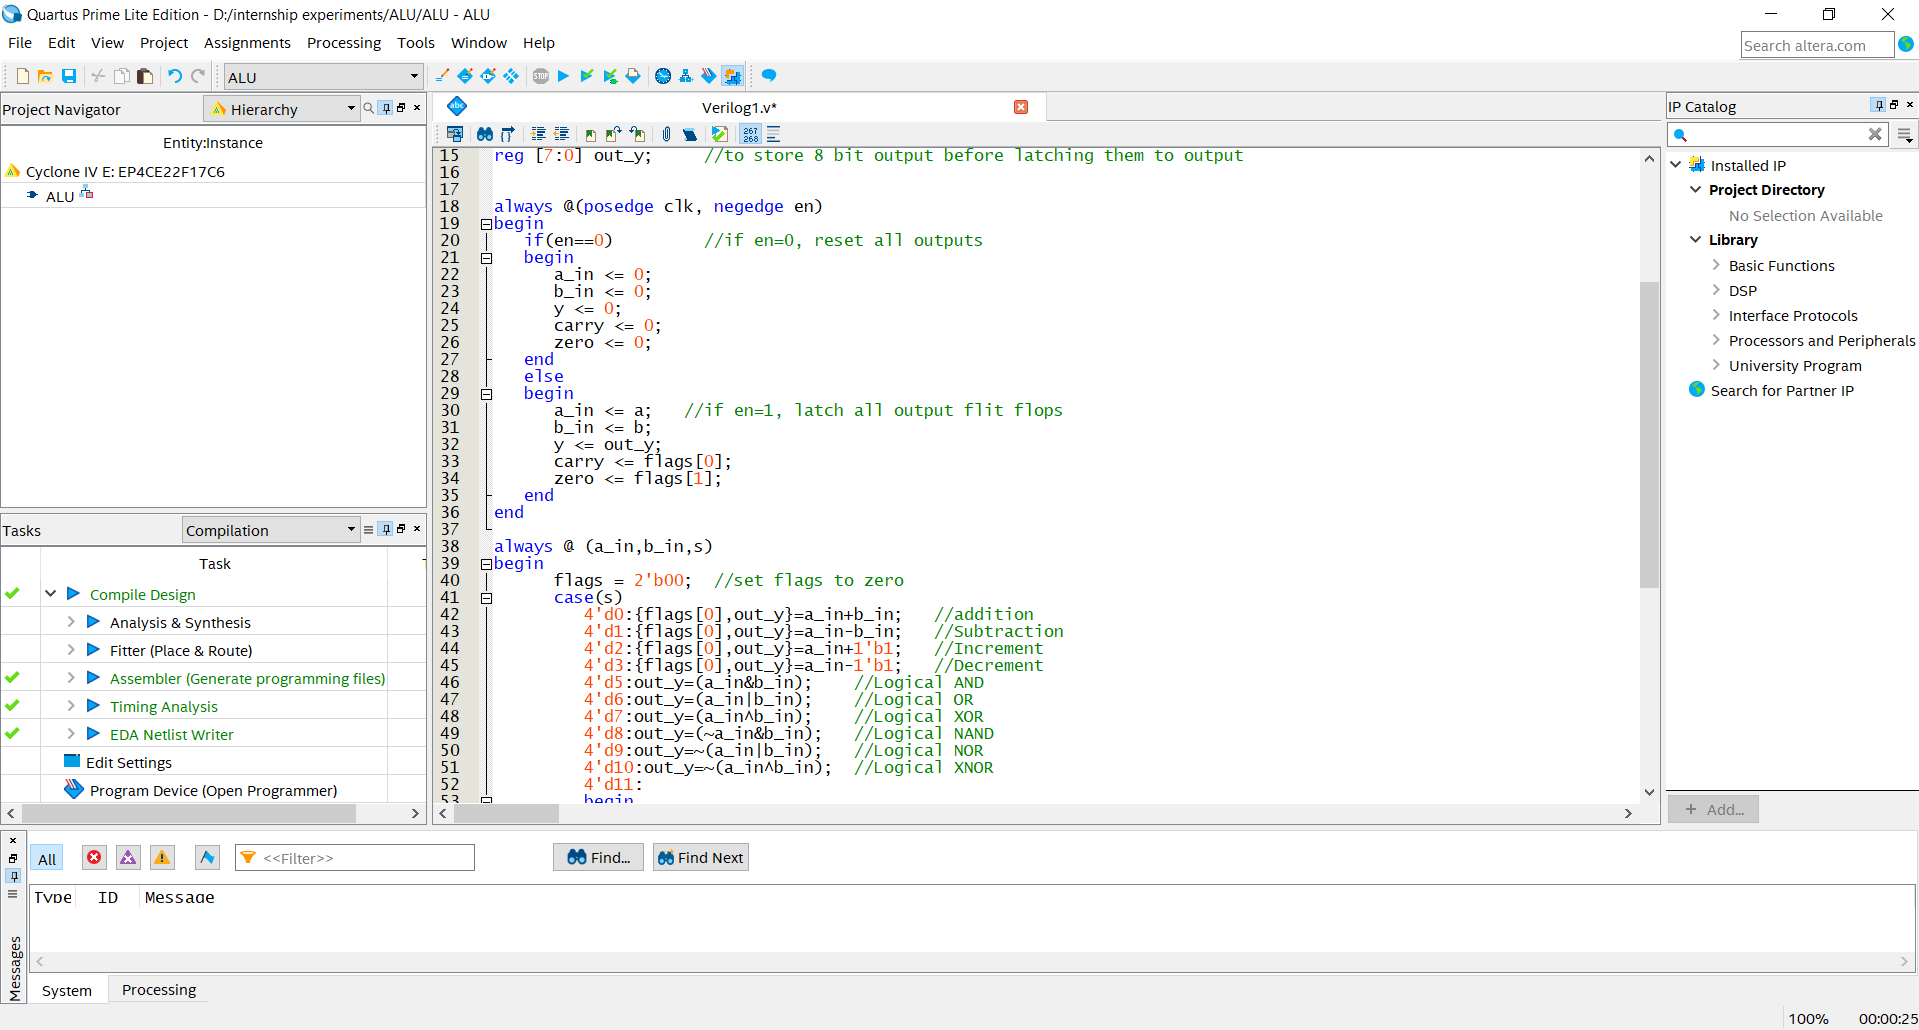 Quartus Prime Lite Edition - D:/internship experiments/ALU/ALU - ALU
File Edit View Project Assignments Processing Tools Window Help
Search altera.com
ALU
STOP
Project Navigator
Hierarchy
Entity:Instance
Cyclone IV E: EP4CE22F17C6
ALU
Tasks
Compilation
Task
Compile Design
Analysis & Synthesis
Fitter (Place & Route)
Assembler (Generate programming files)
Timing Analysis
EDA Netlist Writer
Edit Settings
Program Device (Open Programmer)
abc
Verilog1.v*
267
268
15 reg [7:0] out_y; //to store 8 bit output before latching them to output
16
17
18 always @(posedge clk, negedge en)
19 begin
20 if(en==0) //if en=0, reset all outputs
21 begin
22 a_in <= 0;
23 b_in <= 0;
24 y <= 0;
25 carry <= 0;
26 zero <= 0;
27 end
28 else
29 begin
30 a_in <= a; //if en=1, latch all output flit flops
31 b_in <= b;
32 y <= out_y;
33 carry <= flags[0];
34 zero <= flags[1];
35 end
36 end
37
38 always @ (a_in,b_in,s)
39 begin
40 flags = 2'b00; //set flags to zero
41 case(s)
42 4'd0:{flags[0],out_y}=a_in+b_in; //addition
43 4'd1:{flags[0],out_y}=a_in-b_in; //Subtraction
44 4'd2:{flags[0],out_y}=a_in+1'b1; //Increment
45 4'd3:{flags[0],out_y}=a_in-1'b1; //Decrement
46 4'd5:out_y=(a_in&b_in); //Logical AND
47 4'd6:out_y=(a_in|b_in); //Logical OR
48 4'd7:out_y=(a_in^b_in); //Logical XOR
49 4'd8:out_y=(~a_in&b_in); //Logical NAND
50 4'd9:out_y=~(a_in|b_in); //Logical NOR
51 4'd10:out_y=~(a_in^b_in); //Logical XNOR
52 4'd11:
53 begin
IP Catalog
Installed IP
Project Directory
No Selection Available
Library
Basic Functions
DSP
Interface Protocols
Processors and Peripherals
University Program
Search for Partner IP
+ Add...
All
<<Filter>>
Find...
Find Next
Type ID Message
Messages
System Processing
100% 00:00:25